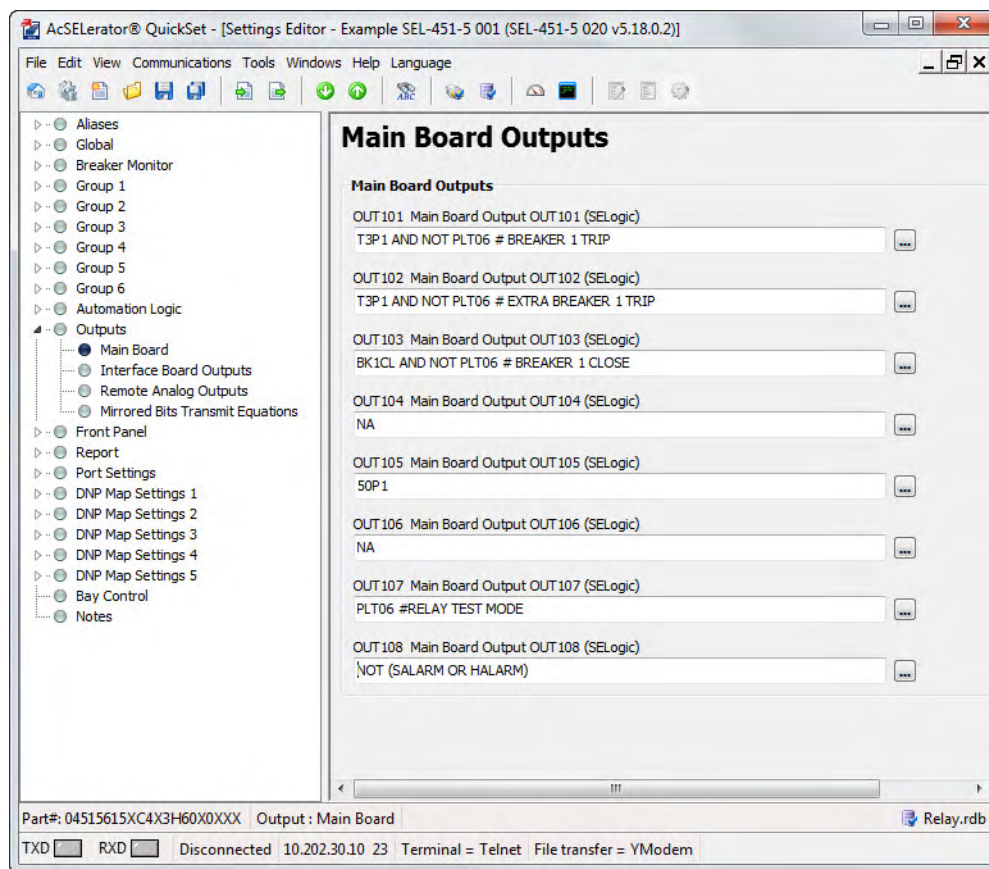 AcSELerator® QuickSet - [Settings Editor - Example SEL-451-5 001 (SEL-451-5 020 v5.18.0.2)]
File Edit View Communications Tools Windows Help Language
ABC
Aliases
Global
Breaker Monitor
Group 1
Group 2
Group 3
Group 4
Group 5
Group 6
Automation Logic
Outputs
Main Board
Interface Board Outputs
Remote Analog Outputs
Mirrored Bits Transmit Equations
Front Panel
Report
Port Settings
DNP Map Settings 1
DNP Map Settings 2
DNP Map Settings 3
DNP Map Settings 4
DNP Map Settings 5
Bay Control
Notes
Main Board Outputs
Main Board Outputs
OUT101 Main Board Output OUT101 (SELogic)
T3P1 AND NOT PLT06 # BREAKER 1 TRIP
...
OUT102 Main Board Output OUT102 (SELogic)
T3P1 AND NOT PLT06 # EXTRA BREAKER 1 TRIP
...
OUT103 Main Board Output OUT103 (SELogic)
BK1CL AND NOT PLT06 # BREAKER 1 CLOSE
...
OUT104 Main Board Output OUT104 (SELogic)
NA
...
OUT105 Main Board Output OUT105 (SELogic)
50P1
...
OUT106 Main Board Output OUT106 (SELogic)
NA
...
OUT107 Main Board Output OUT107 (SELogic)
PLT06 #RELAY TEST MODE
...
OUT108 Main Board Output OUT108 (SELogic)
NOT (SALARM OR HALARM)
...
Part#: 04515615XC4X3H60X0XXX Output : Main Board Relay.rdb
TXD RXD Disconnected 10.202.30.10 23 Terminal = Telnet File transfer = YModem